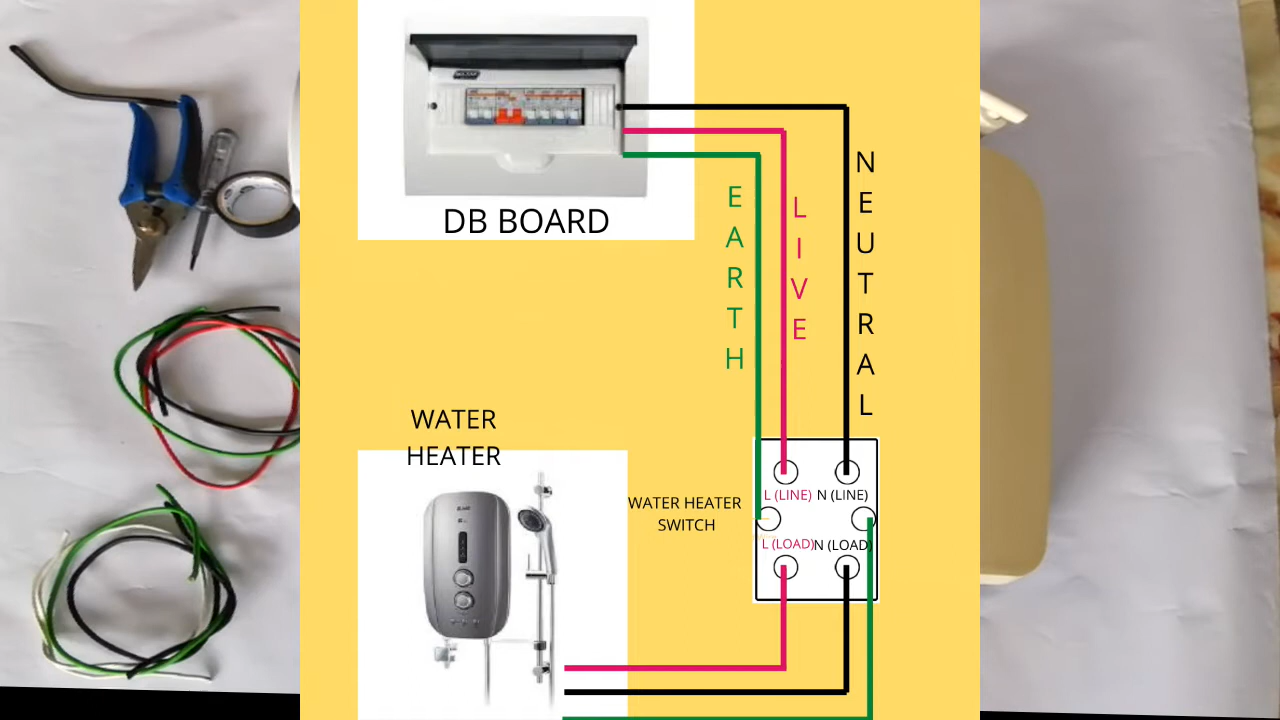 DB BOARD
EARTH
LIVE
NEUTRAL
WATER
HEATER
WATER HEATER
SWITCH
L (LINE) N (LINE)
L (LOAD) N (LOAD)